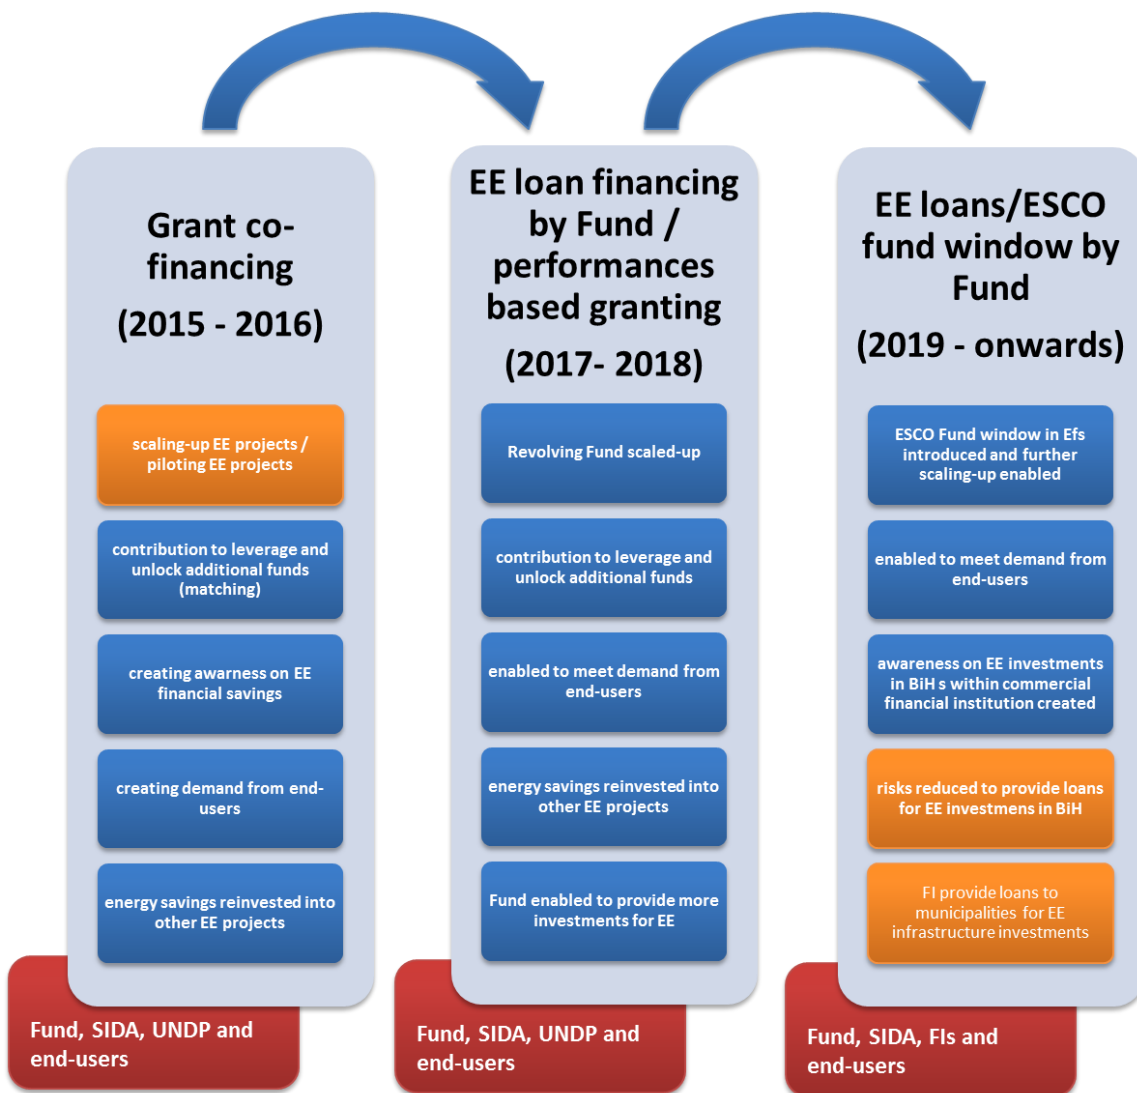 Grant co-
financing
(2015 - 2016)
scaling-up EE projects /
piloting EE projects
contribution to leverage and
unlock additional funds
(matching)
creating awarness on EE
financial savings
creating demand from end-
users
energy savings reinvested into
other EE projects
Fund, SIDA, UNDP and
end-users
EE loan financing
by Fund /
performances
based granting
(2017- 2018)
Revolving Fund scaled-up
contribution to leverage and
unlock additional funds
enabled to meet demand from
end-users
energy savings reinvested into
other EE projects
Fund enabled to provide more
investments for EE
Fund, SIDA, UNDP and
end-users
EE loans/ESCO
fund window by
Fund
(2019 - onwards)
ESCO Fund window in Efs
introduced and further
scaling-up enabled
enabled to meet demand from
end-users
awareness on EE investments
in BiH s within commercial
financial institution created
risks reduced to provide loans
for EE investmens in BiH
FI provide loans to
municipalities for EE
infrastructure investments
Fund, SIDA, FIs and
end-users